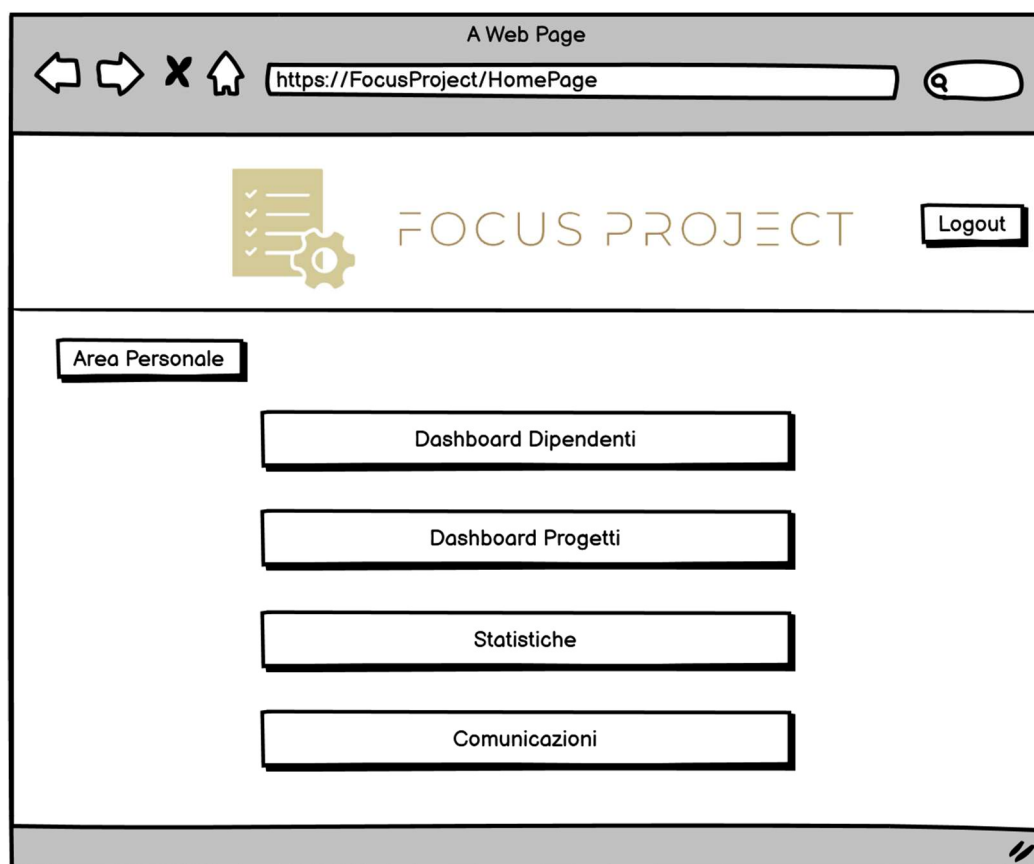 A Web Page
https://FocusProject/HomePage
FOCUS PROJECT
Logout
Area Personale
Dashboard Dipendenti
Dashboard Progetti
Statistiche
Comunicazioni